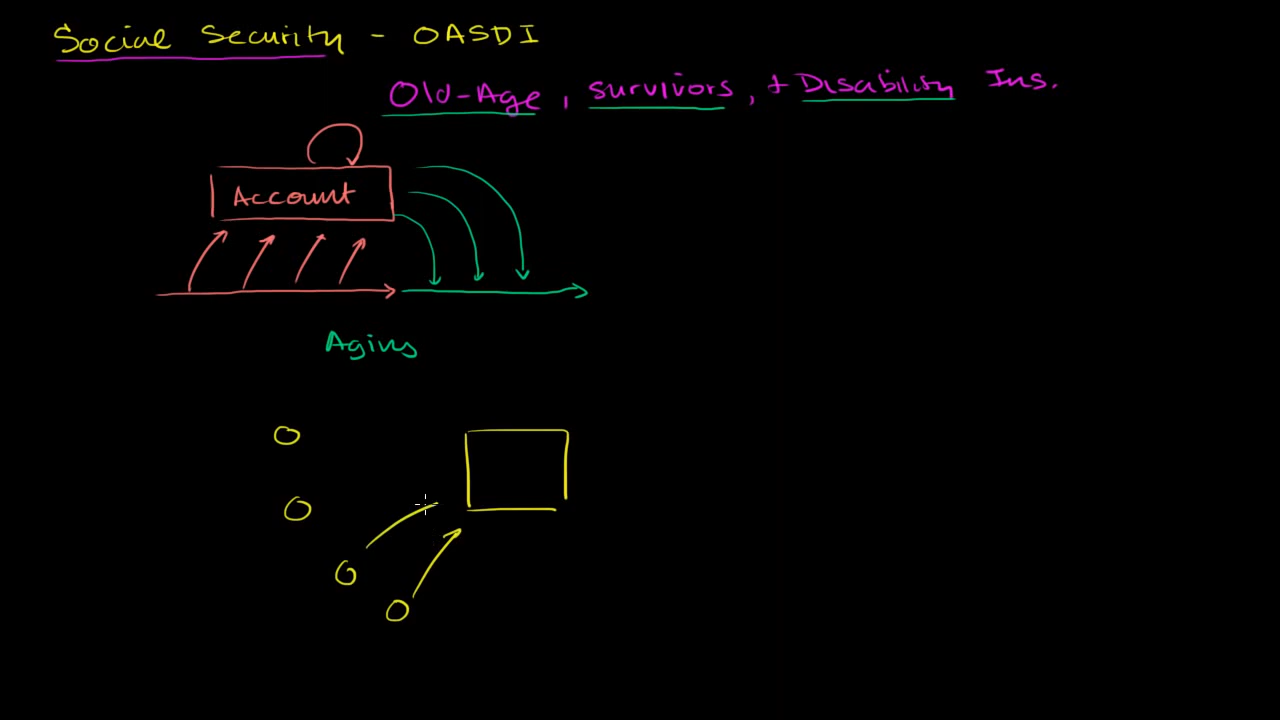 Social Security - OASDI
Old-Age, survivors, + Disability Ins.
Account
Aging